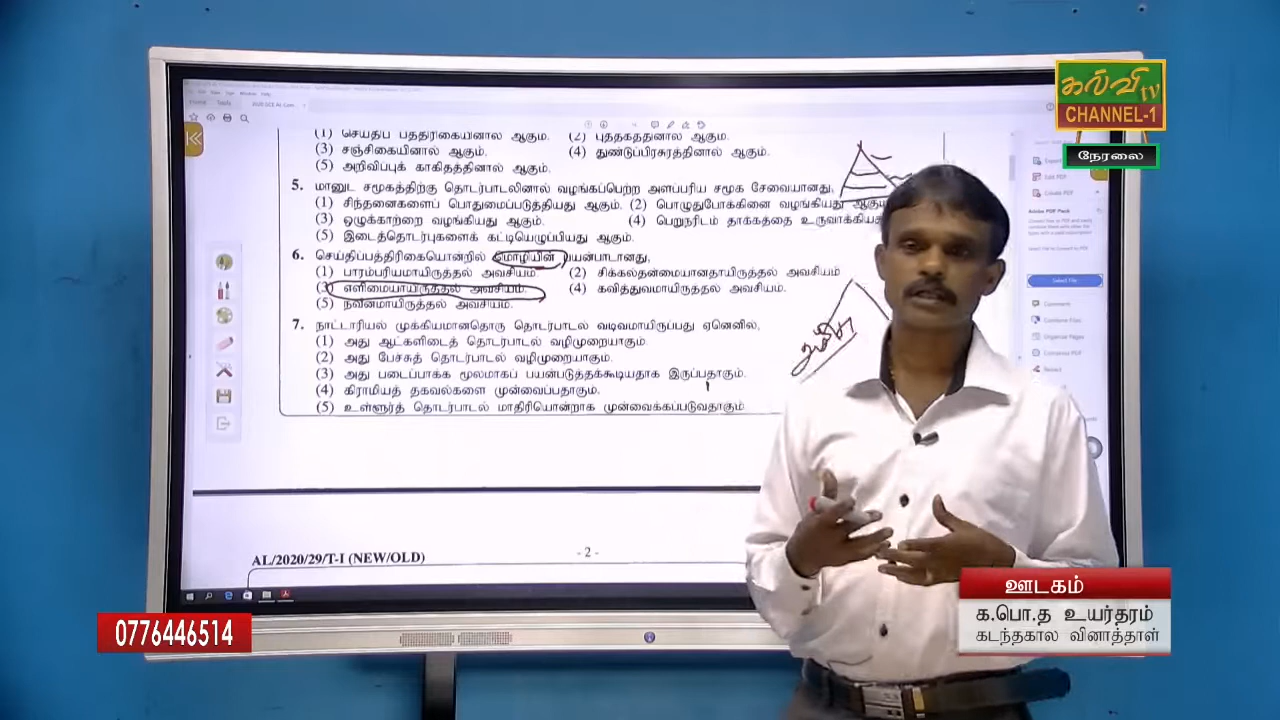 கல்வி tv
CHANNEL-1
நேரலை
(1) செய்திப் பத்திரிகையினால் ஆகும். (2) புத்தகத்தினால் ஆகும்.
(3) சஞ்சிகையினால் ஆகும். (4) துண்டுப்பிரசுரத்தினால் ஆகும்.
(5) அறிவிப்புக் காகிதத்தினால் ஆகும்.
5. மானுட சமூகத்திற்கு தொடர்பாடலினால் வழங்கப்பெற்ற அளப்பரிய சமூக சேவையானது,
(1) சிந்தனைகளைப் பொதுமைப்படுத்தியது ஆகும். (2) பொழுதுபோக்கினை வழங்கியது ஆகும்
(3) வழக்காற்றை வழங்கியது ஆகும். (4) பெறுநரிடம் தாக்கத்தை உருவாக்கிய
(5) இடைத்தொடர்புகளைக் கட்டியெழுப்பியது ஆகும்.
6. செய்திப் பத்திரிகையொன்றில் மொழியின் பயன்பாடானது,
(1) பாரம்பரியமாயிருத்தல் அவசியம் (2) சிக்கலதன்மையானதாயிருத்தல் அவசியம்
(3) எளிமையாயிருத்தல் அவசியம். (4) கவித்துவமாயிருத்தல் அவசியம்.
(5) நவீனமாயிருத்தல் அவசியம்.
7. நாட்டாரியல் முக்கியமானதொரு தொடர்பாடல் வடிவமாயிருப்பது ஏனெனில்,
(1) அது ஆட்களிடைத் தொடர்பாடல் வழிமுறையாகும்.
(2) அது பேச்சுத் தொடர்பாடல் வழிமுறையாகும்.
(3) அது படைப்பாக்க மூலமாகப் பயன்படுத்தக்கூடியதாக இருப்பதாகும்.
(4) கிராமியத் தகவல்களை முன்வைப்பதாகும்.
(5) உள்ளூர்த் தொடர்பாடல் மாதிரியொன்றாக முன்வைக்கப்படுவதாகும்
AL/2020/29/T-I (NEW/OLD)
- 2 -
0776446514
ஊடகம்
க.பொ.த உயர்தரம்
கடந்தகால வினாத்தாள்